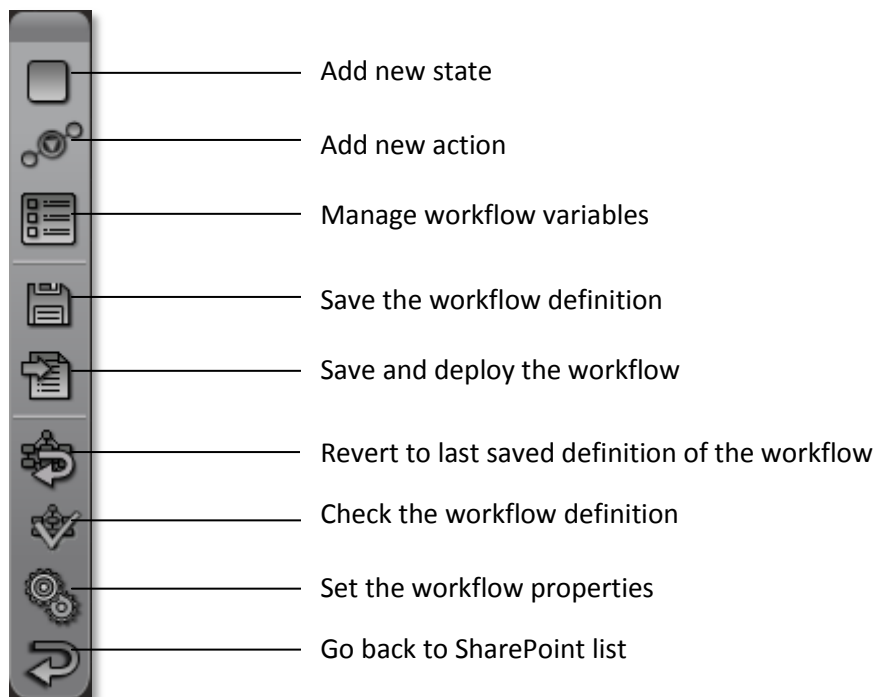 Add new state
Add new action
Manage workflow variables
Save the workflow definition
Save and deploy the workflow
Revert to last saved definition of the workflow
Check the workflow definition
Set the workflow properties
Go back to SharePoint list